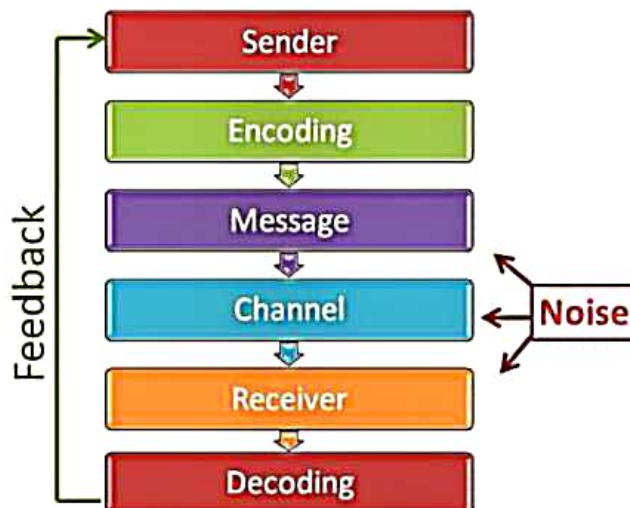 Sender
Encoding
Message
Channel
Noise
Receiver
Decoding
Feedback